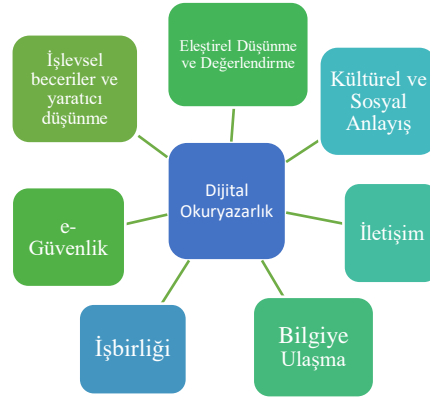 Eleştirel Düşünme
ve Değerlendirme
İşlevsel
beceriler ve
yaratıcı
düşünme
Kültürel ve
Sosyal
Anlayış
Dijital
Okuryazarlık
e-
Güvenlik
İletişim
İşbirliği
Bilgiye
Ulaşma